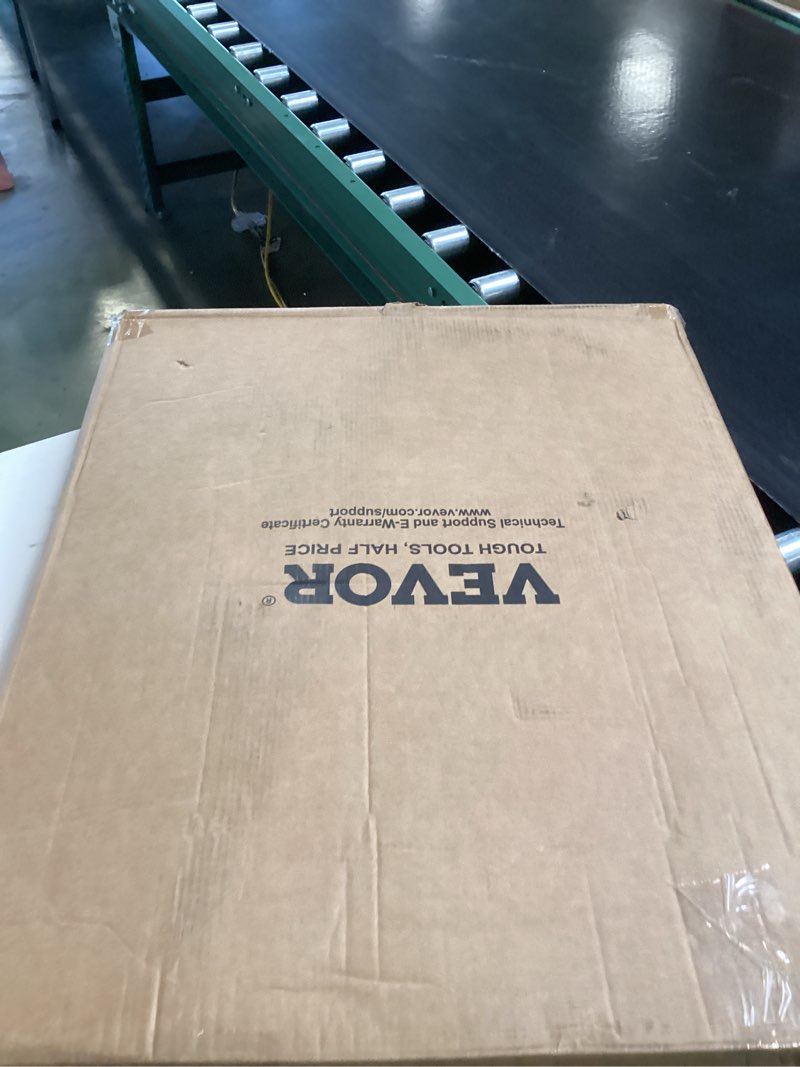 VEVOR®
TOUGH TOOLS, HALF PRICE
Technical Support and E-Warranty Certificate
www.vevor.com/support